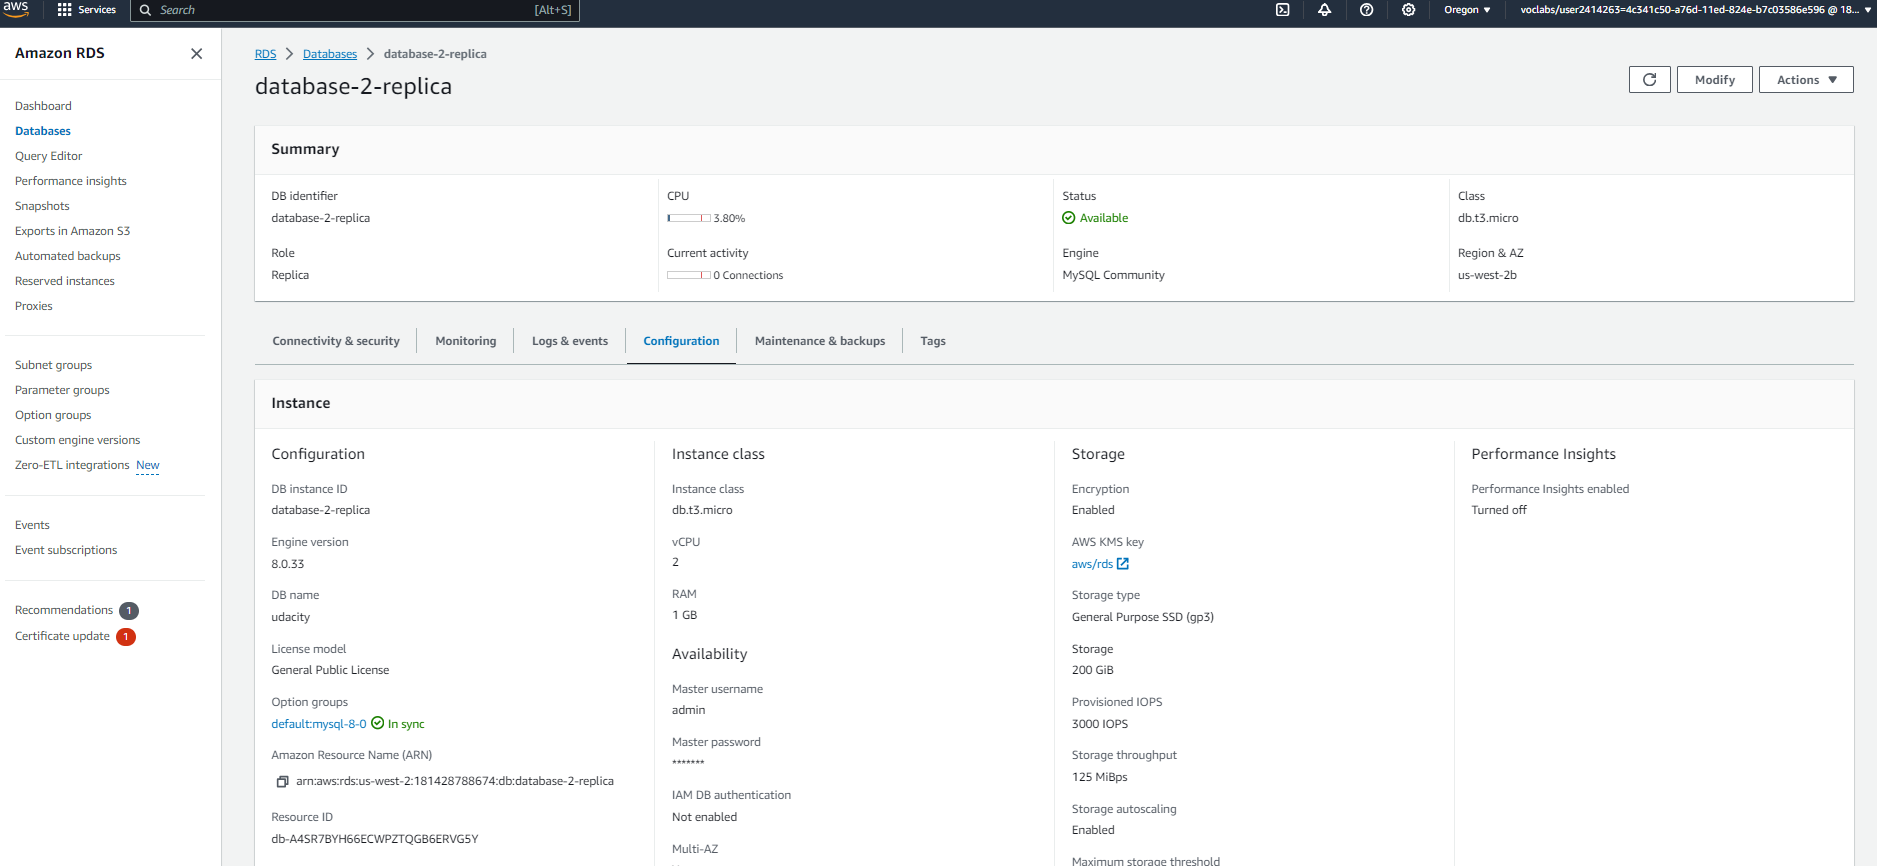 aws
Services
Search [Alt+S]
Oregon
voclabs/user2414263=4c341c50-a76d-11ed-824e-b7c03586e596 @ 18...
Amazon RDS
Dashboard
Databases
Query Editor
Performance insights
Snapshots
Exports in Amazon S3
Automated backups
Reserved instances
Proxies
Subnet groups
Parameter groups
Option groups
Custom engine versions
Zero-ETL integrations New
Events
Event subscriptions
Recommendations 1
Certificate update 1
RDS > Databases > database-2-replica
database-2-replica
Modify
Actions
Summary
DB identifier
database-2-replica
Role
Replica
CPU
3.80%
Current activity
0 Connections
Status
Available
Engine
MySQL Community
Class
db.t3.micro
Region & AZ
us-west-2b
Connectivity & security
Monitoring
Logs & events
Configuration
Maintenance & backups
Tags
Instance
Configuration
DB instance ID
database-2-replica
Engine version
8.0.33
DB name
udacity
License model
General Public License
Option groups
default:mysql-8-0 In sync
Amazon Resource Name (ARN)
arn:aws:rds:us-west-2:181428788674:db:database-2-replica
Resource ID
db-A4SR7BYH66ECWPZTQGB6ERVG5Y
Instance class
Instance class
db.t3.micro
vCPU
2
RAM
1 GB
Availability
Master username
admin
Master password
*******
IAM DB authentication
Not enabled
Multi-AZ
Storage
Encryption
Enabled
AWS KMS key
aws/rds
Storage type
General Purpose SSD (gp3)
Storage
200 GiB
Provisioned IOPS
3000 IOPS
Storage throughput
125 MiBps
Storage autoscaling
Enabled
Maximum storage threshold
Performance Insights
Performance Insights enabled
Turned off